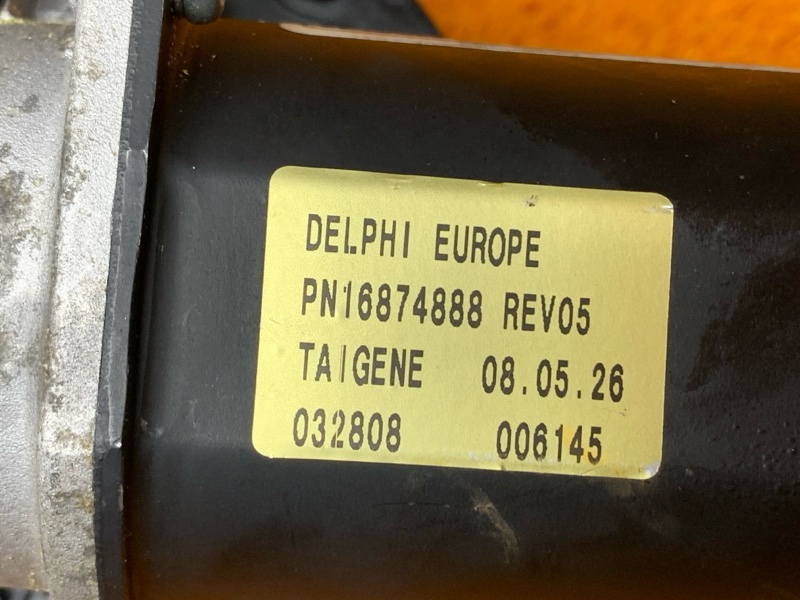 DELPHI EUROPE
PN16874888 REV05
TAIGENE 08.05.26
032808 006145